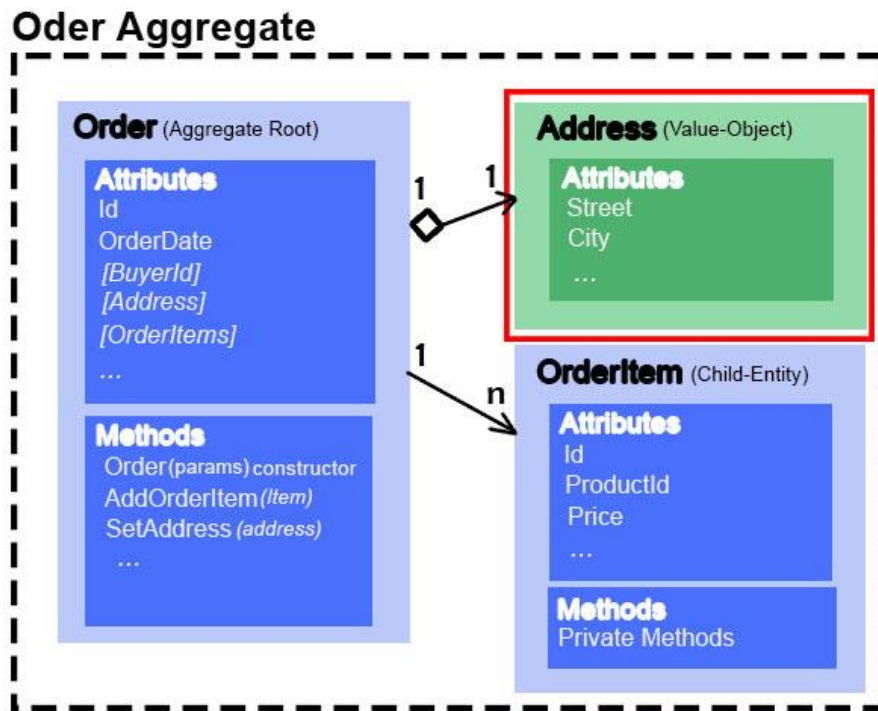 Oder Aggregate
Order (Aggregate Root)
Attributes
Id
OrderDate
[BuyerId]
[Address]
[OrderItems]
...
Methods
Order(params) constructor
AddOrderItem(Item)
SetAddress(address)
...
1
1
1
n
Address (Value-Object)
Attributes
Street
City
...
OrderItem (Child-Entity)
Attributes
Id
ProductId
Price
...
Methods
Private Methods